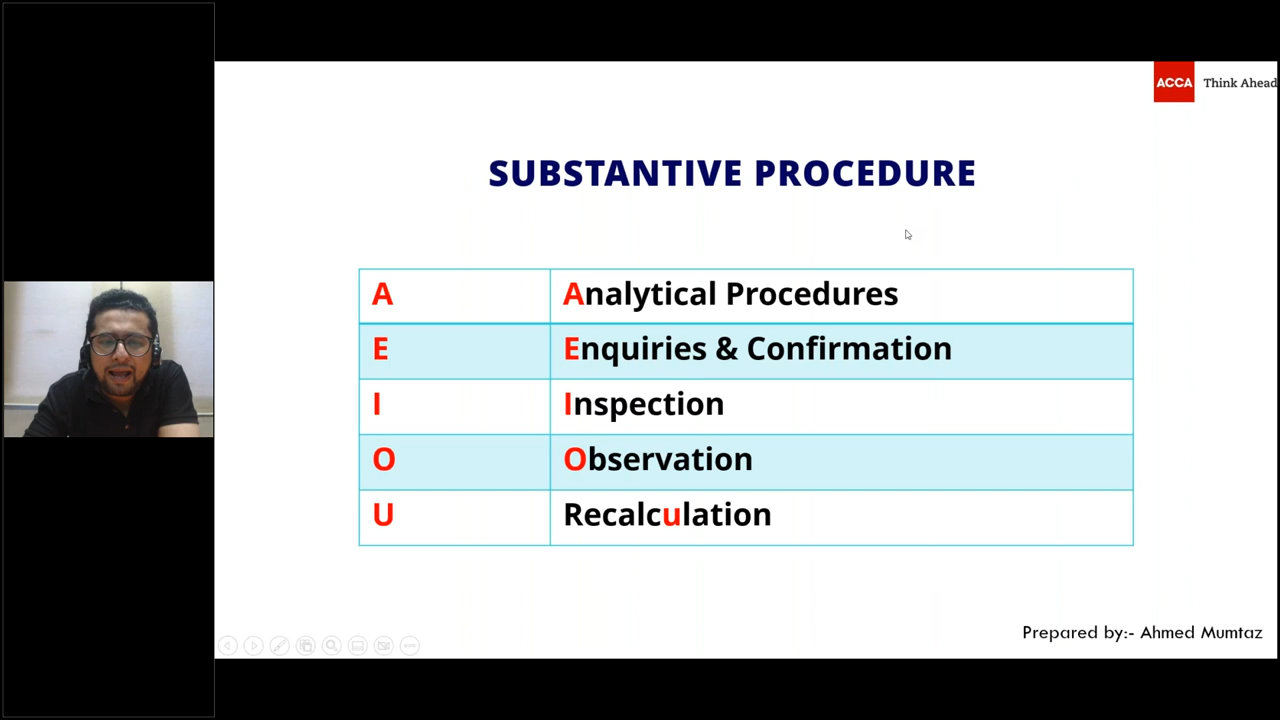 ACCA Think Ahead
SUBSTANTIVE PROCEDURE
A Analytical Procedures
E Enquiries & Confirmation
I Inspection
O Observation
U Recalculation
Prepared by:- Ahmed Mumtaz